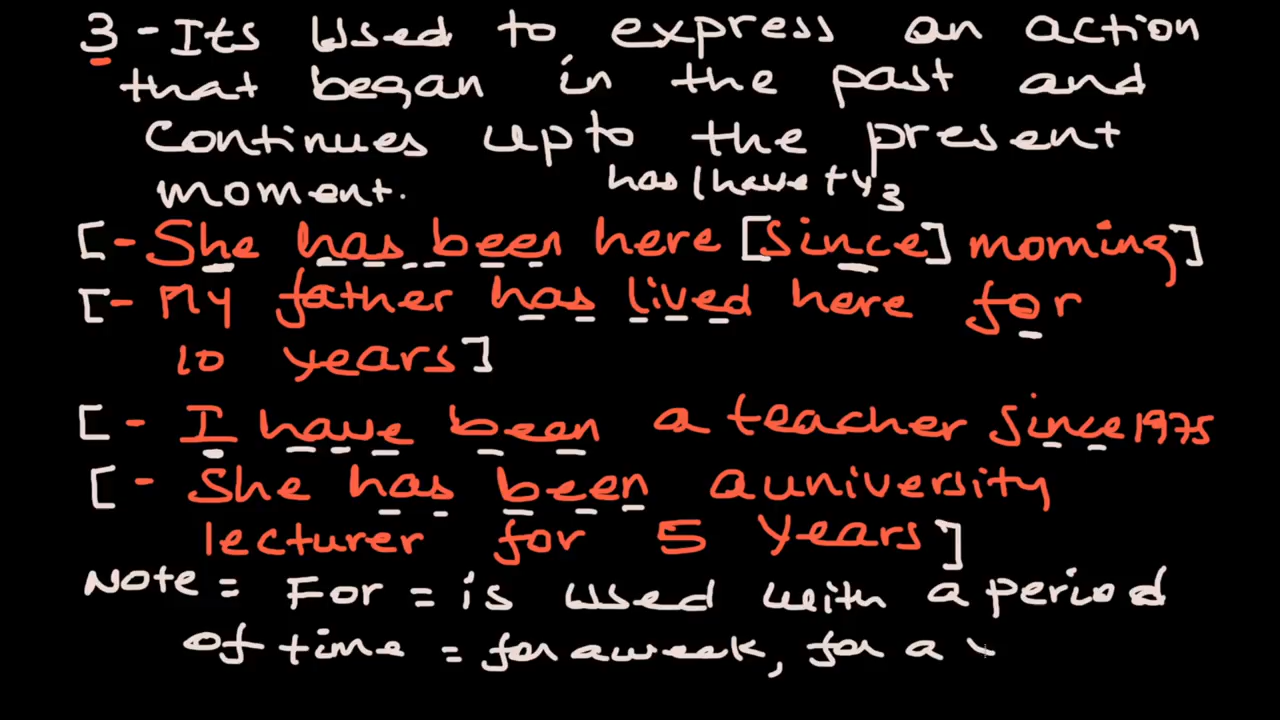 3 - Its used to express an action
that began in the past and
continues upto the present
moment. has/have + V3
[- She has been here [since] morning]
[- My father has lived here for
10 years]
[- I have been a teacher since 1975
[- She has been a university
lecturer for 5 years]
Note = For = is used with a period
of time = for a week, for a